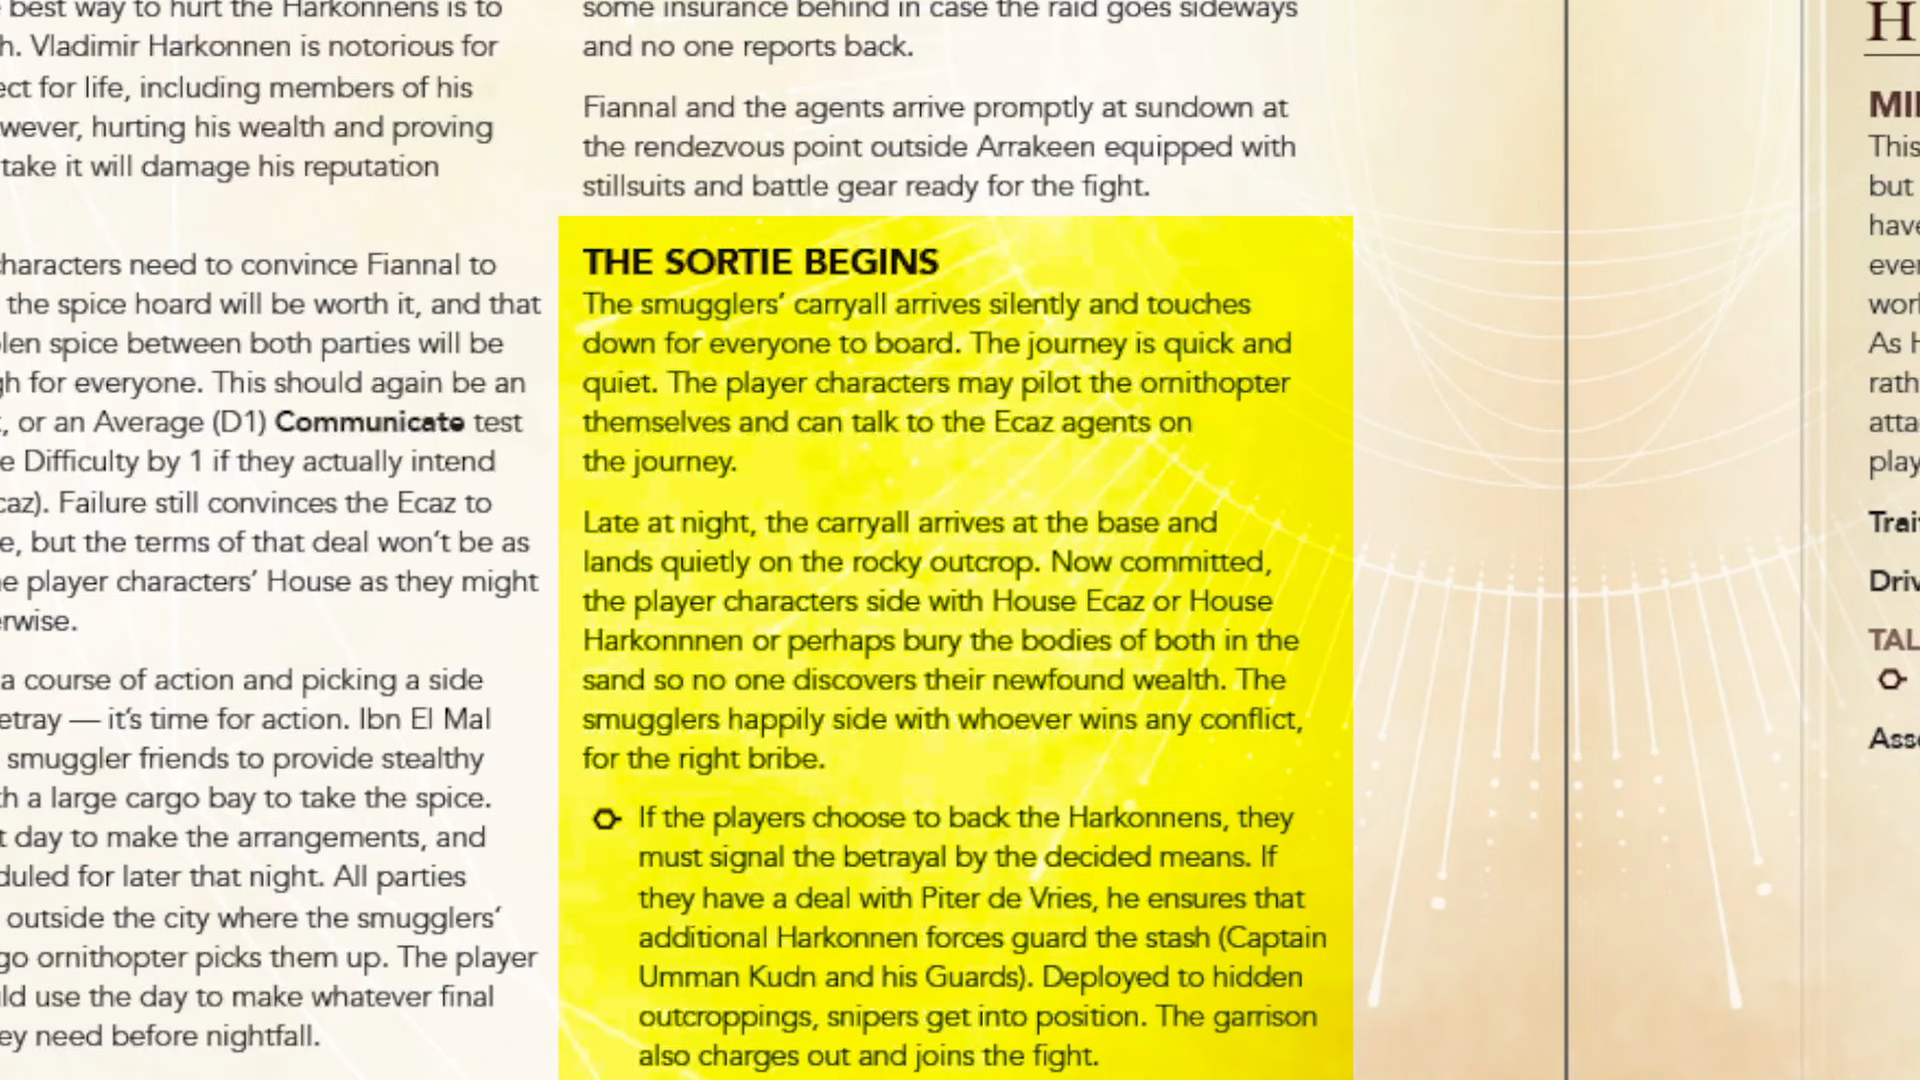 best way to hurt the Harkonnens is to
h. Vladimir Harkonnen is notorious for
ect for life, including members of his
wever, hurting his wealth and proving
take it will damage his reputation
characters need to convince Fiannal to
the spice hoard will be worth it, and that
olen spice between both parties will be
gh for everyone. This should again be an
, or an Average (D1) Communicate test
e Difficulty by 1 if they actually intend
caz). Failure still convinces the Ecaz to
e, but the terms of that deal won't be as
ne player characters' House as they might
erwise.
a course of action and picking a side
etray — it's time for action. Ibn El Mal
smuggler friends to provide stealthy
th a large cargo bay to take the spice.
t day to make the arrangements, and
duled for later that night. All parties
outside the city where the smugglers'
go ornithopter picks them up. The player
ld use the day to make whatever final
ey need before nightfall.
some insurance behind in case the raid goes sideways
and no one reports back.
Fiannal and the agents arrive promptly at sundown at
the rendezvous point outside Arrakeen equipped with
stillsuits and battle gear ready for the fight.
THE SORTIE BEGINS
The smugglers' carryall arrives silently and touches
down for everyone to board. The journey is quick and
quiet. The player characters may pilot the ornithopter
themselves and can talk to the Ecaz agents on
the journey.
Late at night, the carryall arrives at the base and
lands quietly on the rocky outcrop. Now committed,
the player characters side with House Ecaz or House
Harkonnnen or perhaps bury the bodies of both in the
sand so no one discovers their newfound wealth. The
smugglers happily side with whoever wins any conflict,
for the right bribe.
If the players choose to back the Harkonnens, they
must signal the betrayal by the decided means. If
they have a deal with Piter de Vries, he ensures that
additional Harkonnen forces guard the stash (Captain
Umman Kudn and his Guards). Deployed to hidden
outcroppings, snipers get into position. The garrison
also charges out and joins the fight.
H
MI
This
but
have
ever
worl
As H
rath
atta
play
Trai
Driv
TAL
Ass